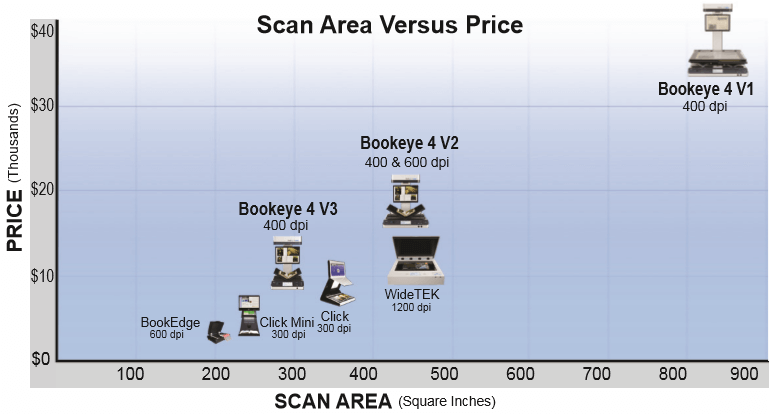 Scan Area Versus Price
$40
$30
$20
$10
$0
PRICE (Thousands)
Bookeye 4 V1
400 dpi
Bookeye 4 V2
400 & 600 dpi
Bookeye 4 V3
400 dpi
WideTEK
1200 dpi
Click
300 dpi
Click Mini
300 dpi
BookEdge
600 dpi
100 200 300 400 500 600 700 800 900
SCAN AREA (Square Inches)